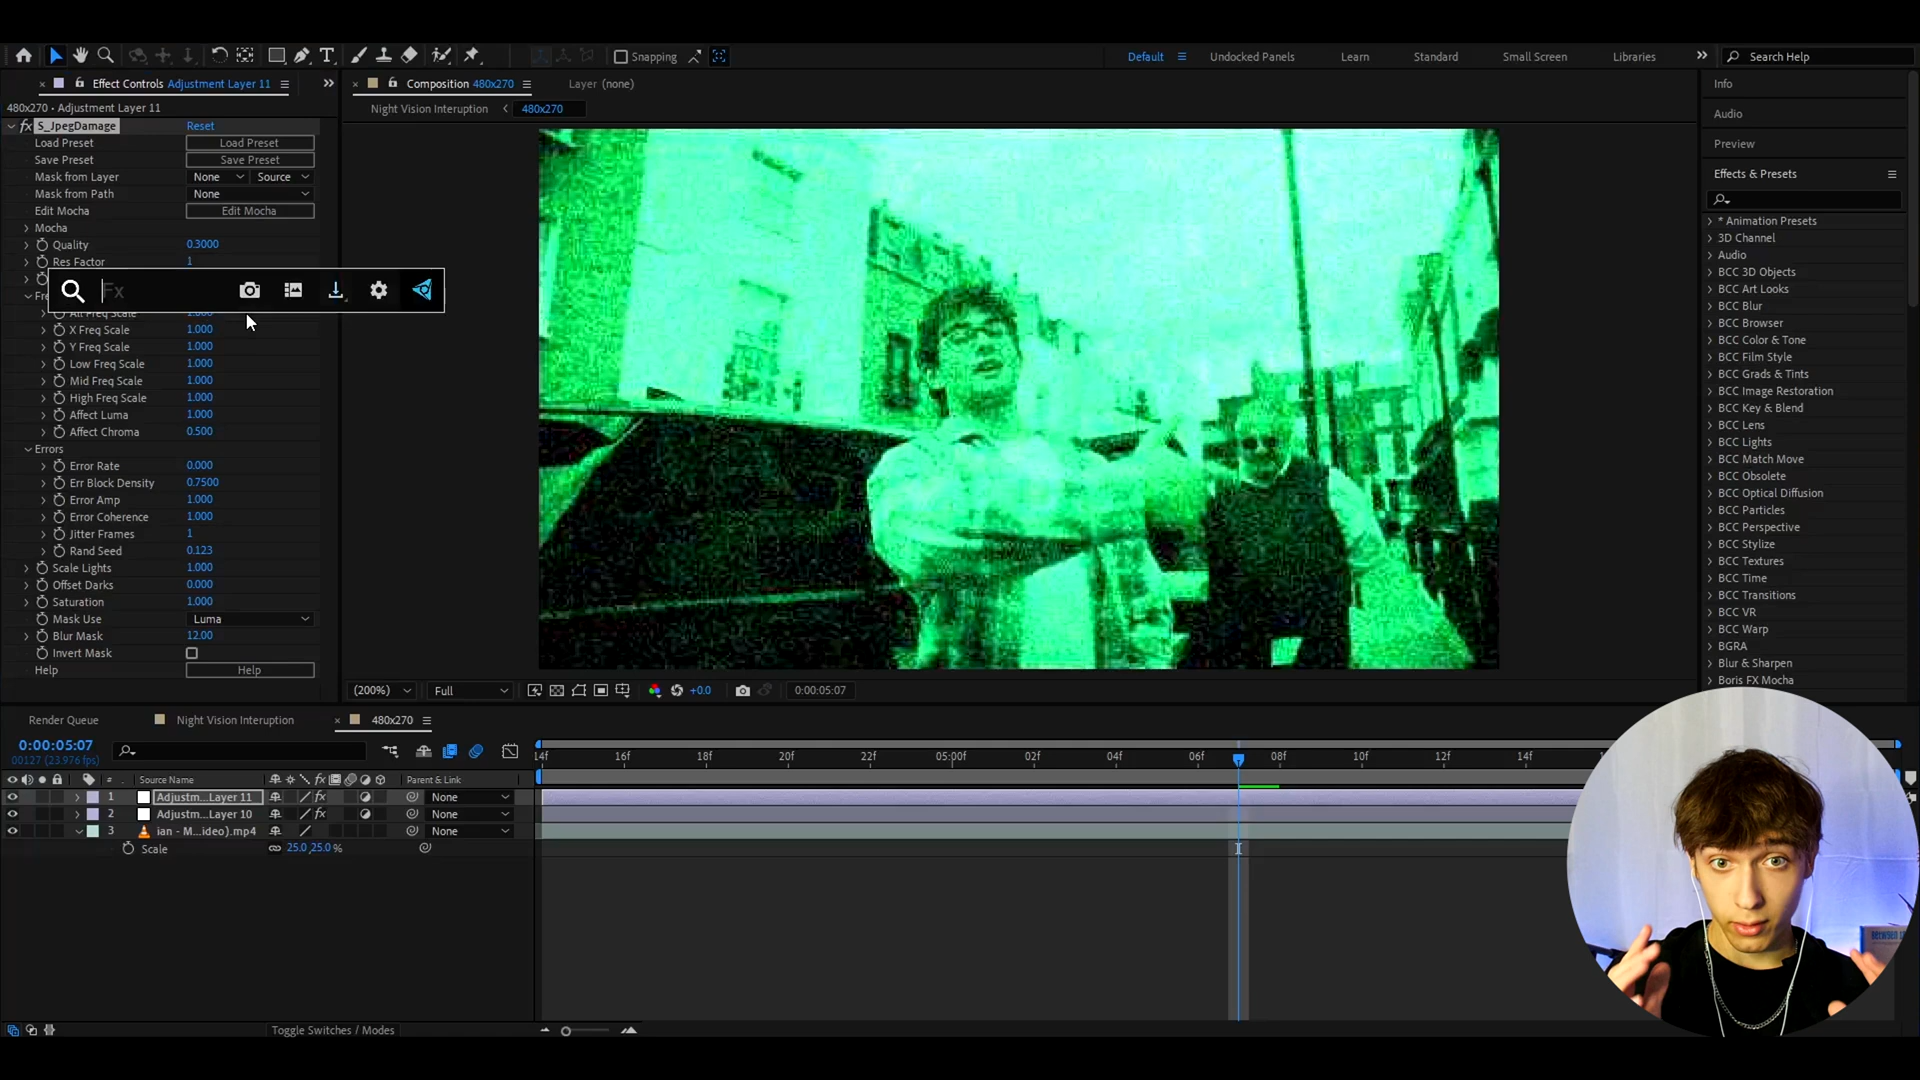 Snapping
Default
Undocked Panels
Learn
Standard
Small Screen
Libraries
Search Help
Effect Controls Adjustment Layer 11
Composition 480x270
Layer (none)
Info
480x270 • Adjustment Layer 11
Night Vision Interuption
480x270
Audio
fx S_JpegDamage Reset
Load Preset Load Preset
Preview
Save Preset Save Preset
Mask from Layer None Source
Effects & Presets
Mask from Path None
Edit Mocha Edit Mocha
Mocha
* Animation Presets
Quality 0.3000
3D Channel
Res Factor 1
Audio
BCC 3D Objects
Fx
BCC Art Looks
BCC Blur
All Freq Scale 1.000
BCC Browser
X Freq Scale 1.000
BCC Color & Tone
Y Freq Scale 1.000
BCC Film Style
Low Freq Scale 1.000
BCC Grads & Tints
Mid Freq Scale 1.000
BCC Image Restoration
High Freq Scale 1.000
BCC Key & Blend
Affect Luma 1.000
BCC Lens
Affect Chroma 0.500
BCC Lights
Errors
BCC Match Move
Error Rate 0.000
BCC Obsolete
Err Block Density 0.7500
BCC Optical Diffusion
Error Amp 1.000
BCC Particles
Error Coherence 1.000
BCC Perspective
Jitter Frames 1
BCC Stylize
Rand Seed 0.123
BCC Textures
Scale Lights 1.000
BCC Time
Offset Darks 0.000
BCC Transitions
Saturation 1.000
BCC VR
Mask Use Luma
BCC Warp
Blur Mask 12.00
BGRA
Invert Mask
Blur & Sharpen
Help Help
Boris FX Mocha
(200%) Full +0.0 0:00:05:07
Render Queue
Night Vision Interuption
480x270
0:00:05:07
00127 (23.976 fps)
14f 16f 18f 20f 22f 05:00f 02f 04f 06f 08f 10f 12f 14f
# Source Name fx Parent & Link
1 Adjustm...Layer 11 fx None
2 Adjustm...Layer 10 fx None
3 ian - M...ideo}.mp4 None
Scale 25.0,25.0 %
Toggle Switches / Modes